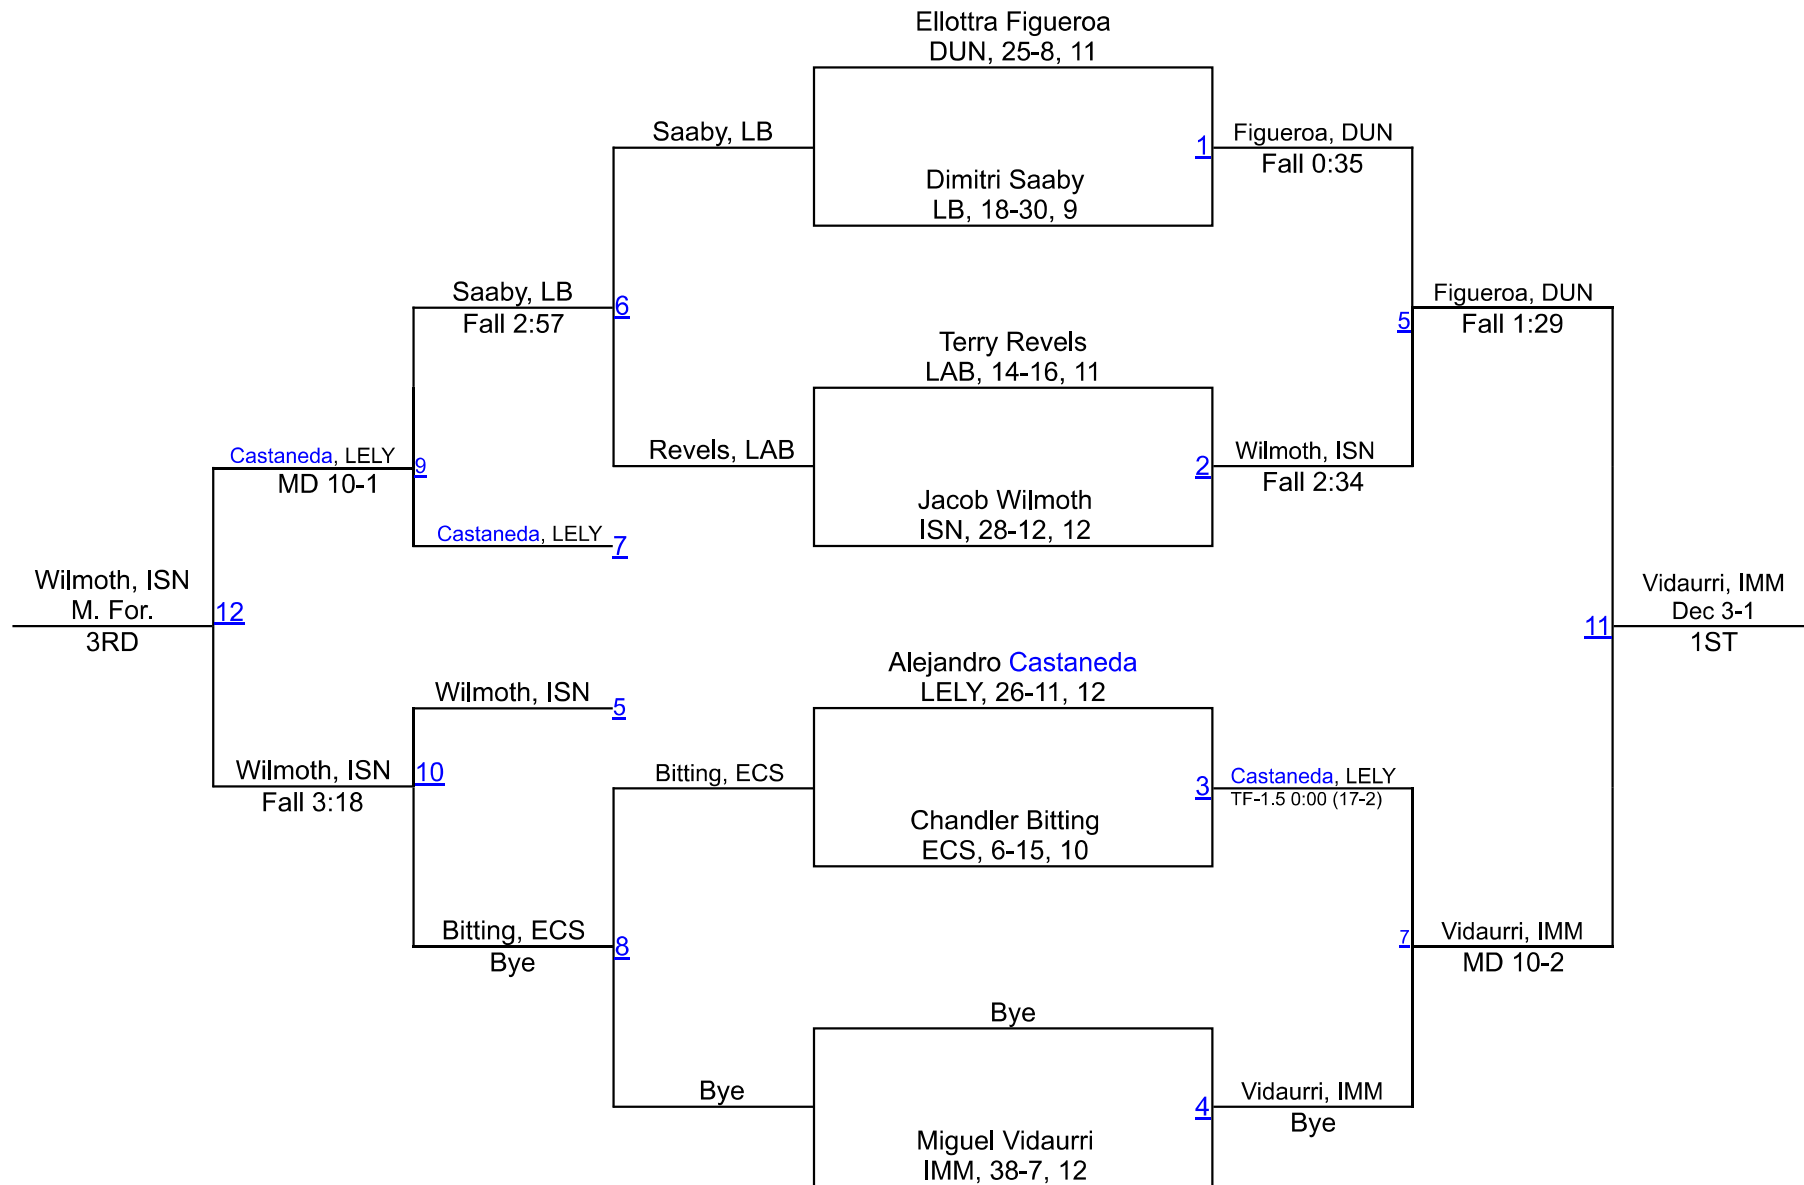 Ellottra Figueroa
DUN, 25-8, 11
Saaby, LB
1
Figueroa, DUN
Fall 0:35
Dimitri Saaby
LB, 18-30, 9
Saaby, LB
Fall 2:57
6
Figueroa, DUN
Fall 1:29
5
Terry Revels
LAB, 14-16, 11
Revels, LAB
2
Wilmoth, ISN
Fall 2:34
Castaneda, LELY
MD 10-1
9
Jacob Wilmoth
ISN, 28-12, 12
Castaneda, LELY
7
Wilmoth, ISN
M. For.
3RD
12
11
Vidaurri, IMM
Dec 3-1
1ST
Alejandro Castaneda
LELY, 26-11, 12
Wilmoth, ISN
5
Wilmoth, ISN
Fall 3:18
10
Bitting, ECS
3
Castaneda, LELY
TF-1.5 0:00 (17-2)
Chandler Bitting
ECS, 6-15, 10
Bitting, ECS
Bye
8
7
Vidaurri, IMM
MD 10-2
Bye
Bye
4
Vidaurri, IMM
Bye
Miguel Vidaurri
IMM, 38-7, 12